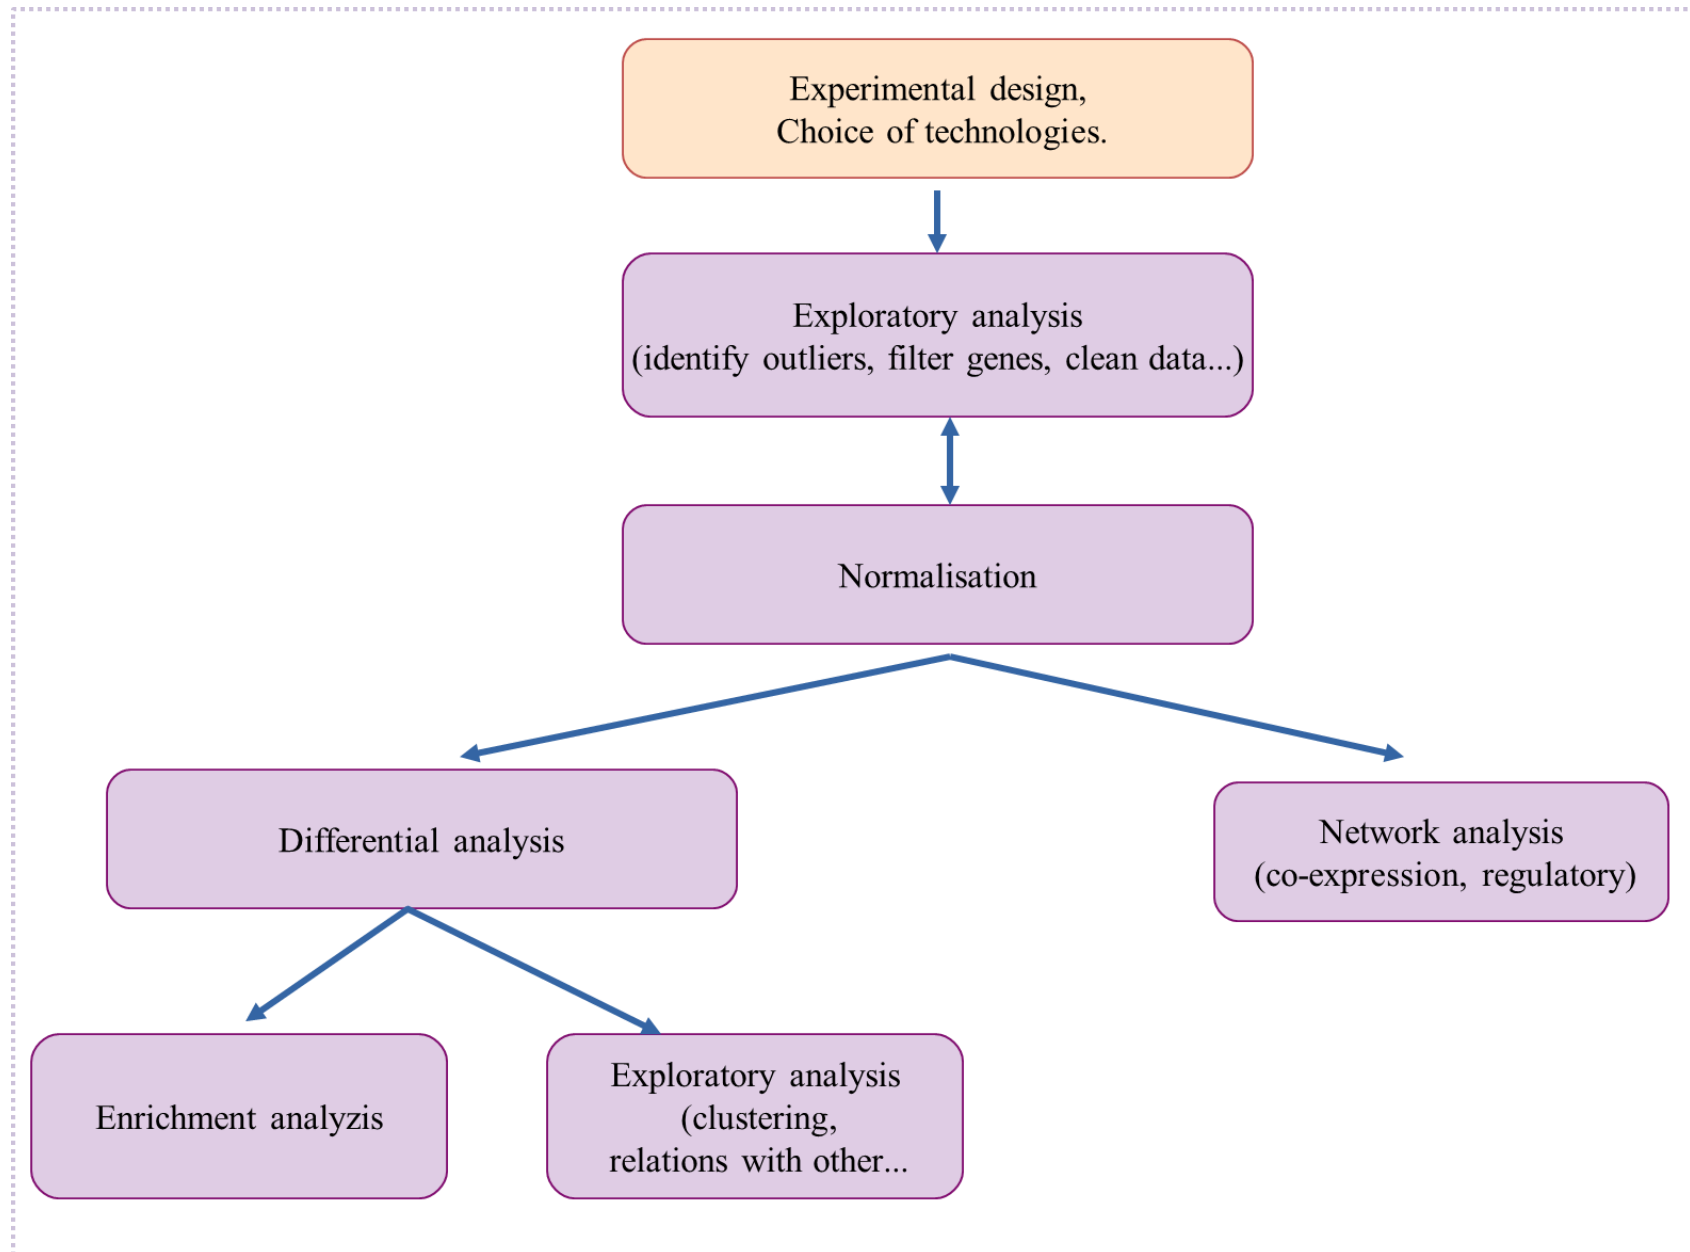 Experimental design,
Choice of technologies.
Exploratory analysis
(identify outliers, filter genes, clean data...)
Normalisation
Differential analysis
Network analysis
(co-expression, regulatory)
Enrichment analyzis
Exploratory analysis
(clustering,
relations with other...